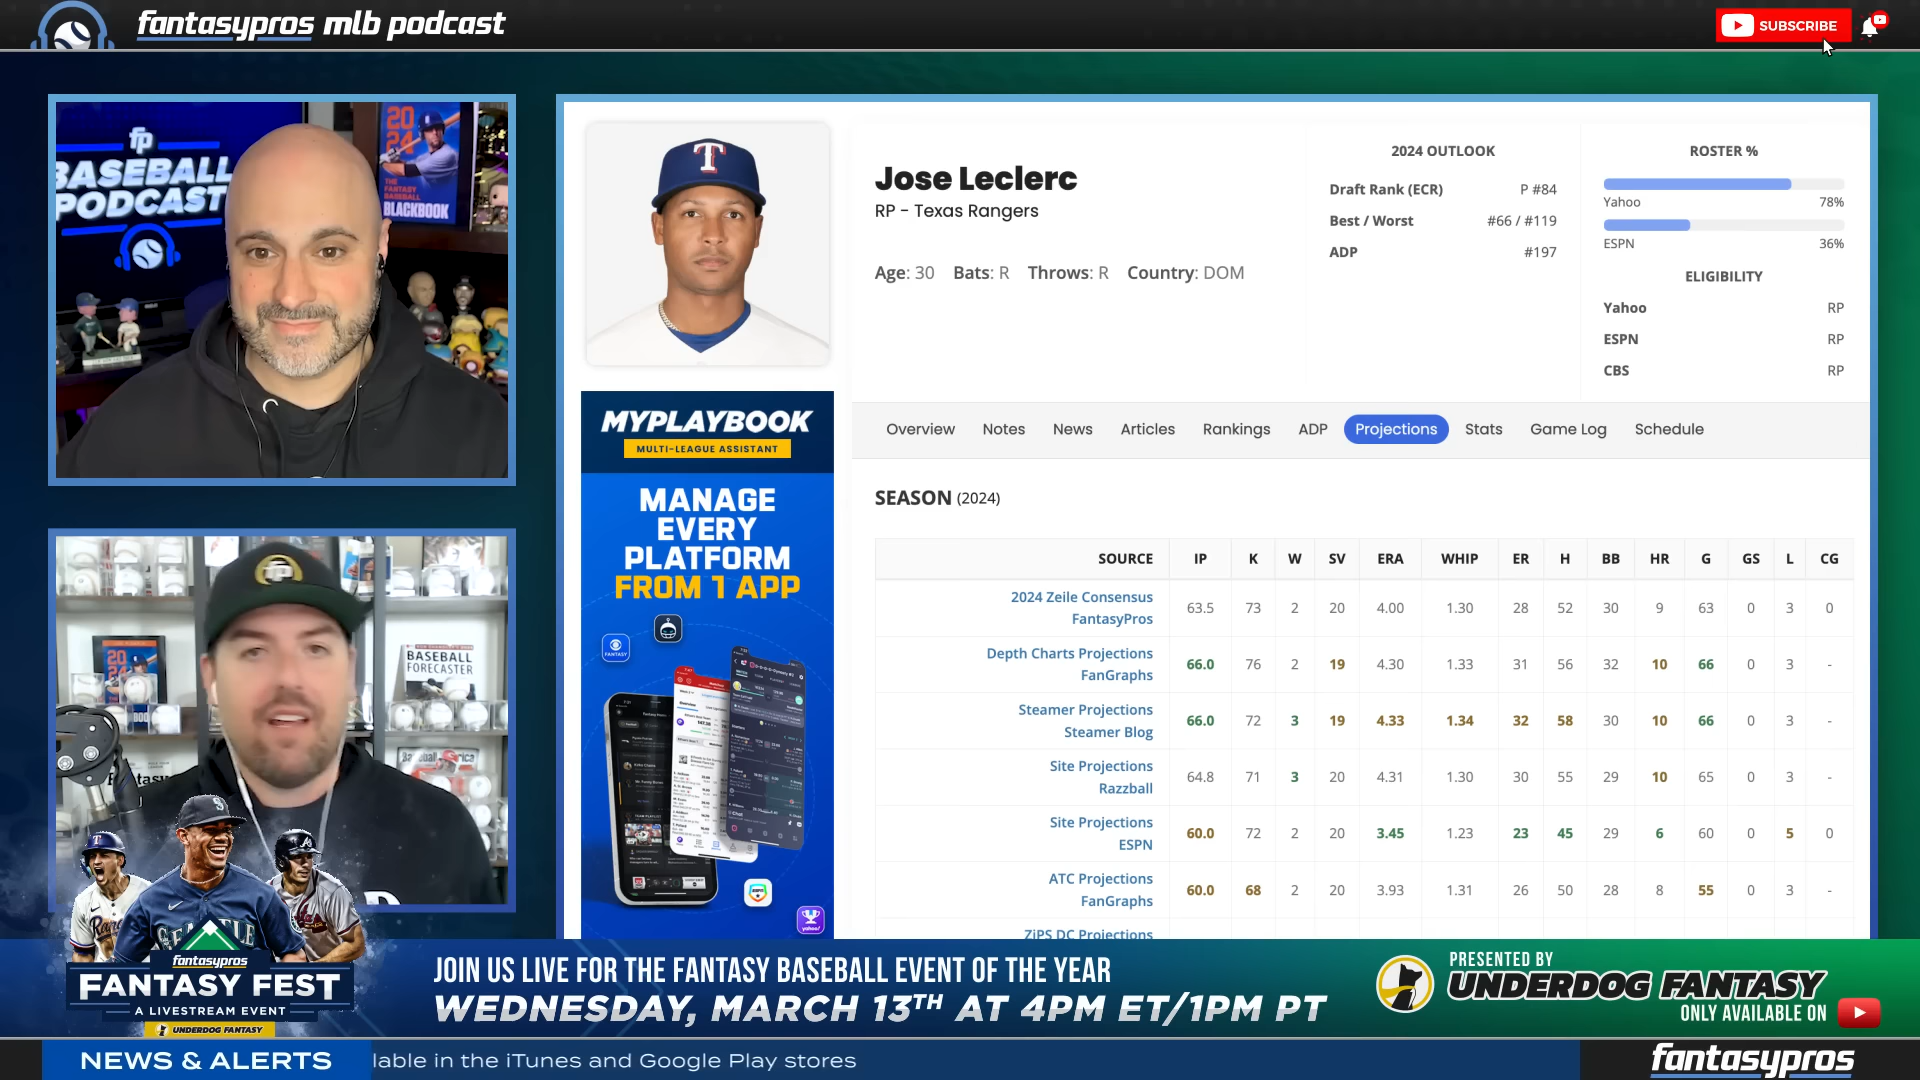 fantasypros mlb podcast
SUBSCRIBE
fp
BASEBALL
PODCAST
20
24
THE
FANTASY
BASEBALL
BLACKBOOK
Jose Leclerc
RP - Texas Rangers
Age: 30 Bats: R Throws: R Country: DOM
2024 OUTLOOK
Draft Rank (ECR) P #84
Best / Worst #66 / #119
ADP #197
ROSTER %
Yahoo 78%
ESPN 36%
ELIGIBILITY
Yahoo RP
ESPN RP
CBS RP
MYPLAYBOOK
MULTI-LEAGUE ASSISTANT
MANAGE
EVERY
PLATFORM
FROM 1 APP
FANTASY
yahoo!
Overview Notes News Articles Rankings ADP Projections Stats Game Log Schedule
SEASON (2024)
SOURCE IP K W SV ERA WHIP ER H BB HR G GS L CG
2024 Zeile Consensus
FantasyPros 63.5 73 2 20 4.00 1.30 28 52 30 9 63 0 3 0
Depth Charts Projections
FanGraphs 66.0 76 2 19 4.30 1.33 31 56 32 10 66 0 3 -
Steamer Projections
Steamer Blog 66.0 72 3 19 4.33 1.34 32 58 30 10 66 0 3 -
Site Projections
Razzball 64.8 71 3 20 4.31 1.30 30 55 29 10 65 0 3 -
Site Projections
ESPN 60.0 72 2 20 3.45 1.23 23 45 29 6 60 0 5 0
ATC Projections
FanGraphs 60.0 68 2 20 3.93 1.31 26 50 28 8 55 0 3 -
ZiPS DC Projections
fp
20
BASEBALL
FORECASTER
SEATTLE
fantasypros
FANTASY FEST
A LIVESTREAM EVENT
UNDERDOG FANTASY
JOIN US LIVE FOR THE FANTASY BASEBALL EVENT OF THE YEAR
WEDNESDAY, MARCH 13TH AT 4PM ET/1PM PT
PRESENTED BY
UNDERDOG FANTASY
ONLY AVAILABLE ON
NEWS & ALERTS
lable in the iTunes and Google Play stores
fantasypros